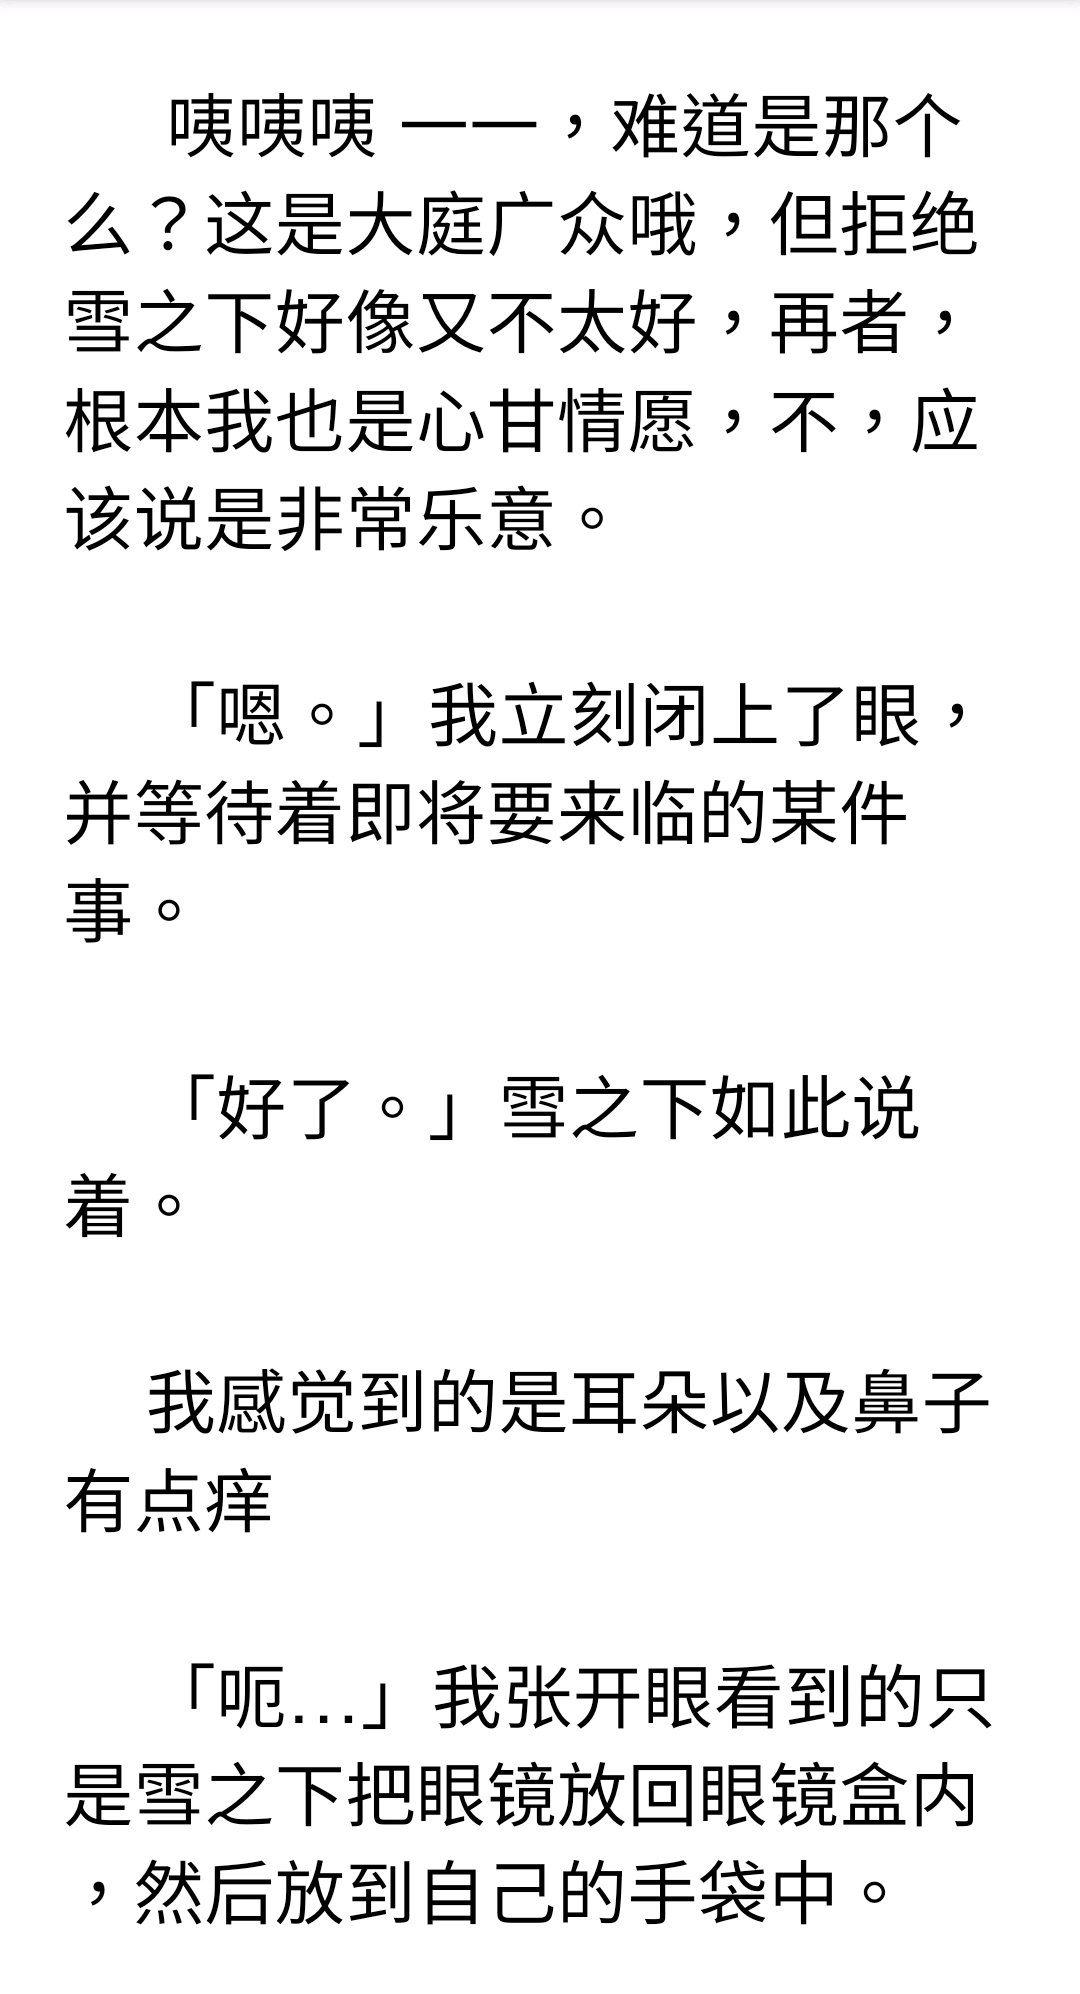 咦咦咦 一一，难道是那个
么？这是大庭广众哦，但拒绝
雪之下好像又不太好，再者，
根本我也是心甘情愿，不，应
该说是非常乐意。
「嗯。」我立刻闭上了眼，
并等待着即将要来临的某件
事。
「好了。」雪之下如此说
着。
我感觉到的是耳朵以及鼻子
有点痒
「呃…」我张开眼看到的只
是雪之下把眼镜放回眼镜盒内
，然后放到自己的手袋中。